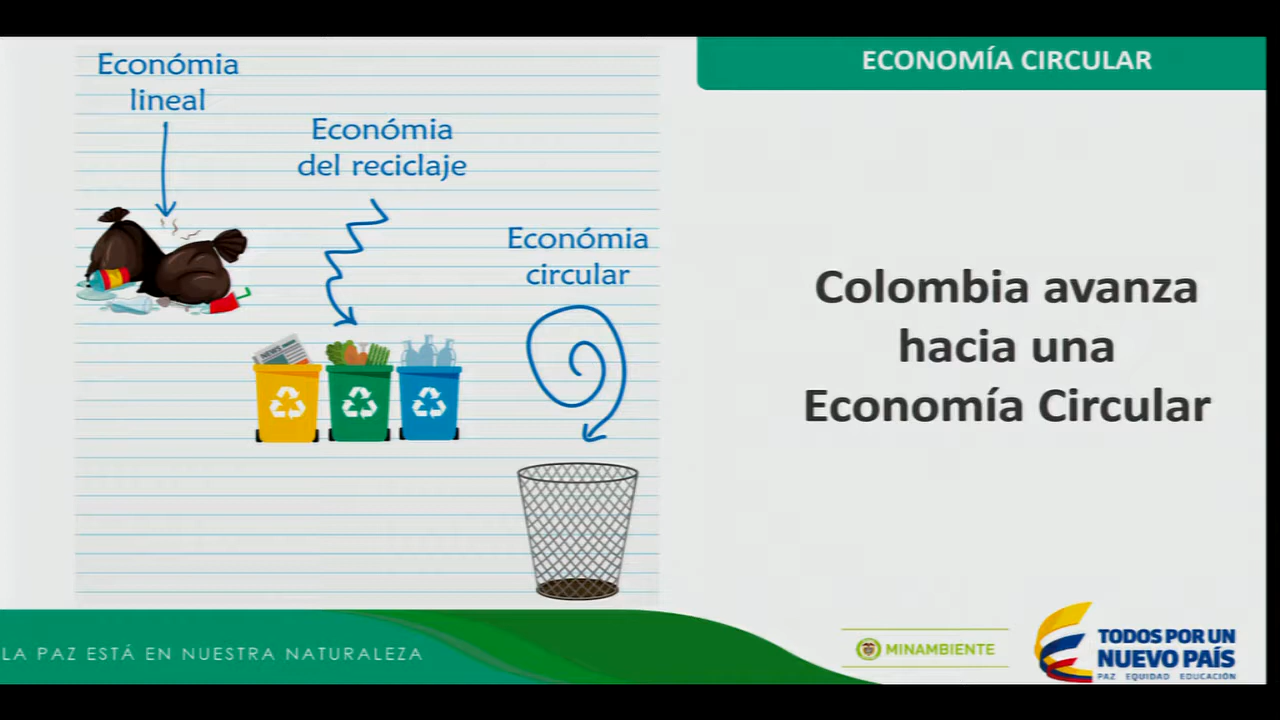 Económia
lineal
Económia
del reciclaje
Económia
circular
ECONOMÍA CIRCULAR
Colombia avanza
hacia una
Economía Circular
NEWS
LA PAZ ESTÁ EN NUESTRA NATURALEZA
MINAMBIENTE
TODOS POR UN
NUEVO PAÍS
PAZ EQUIDAD EDUCACIÓN